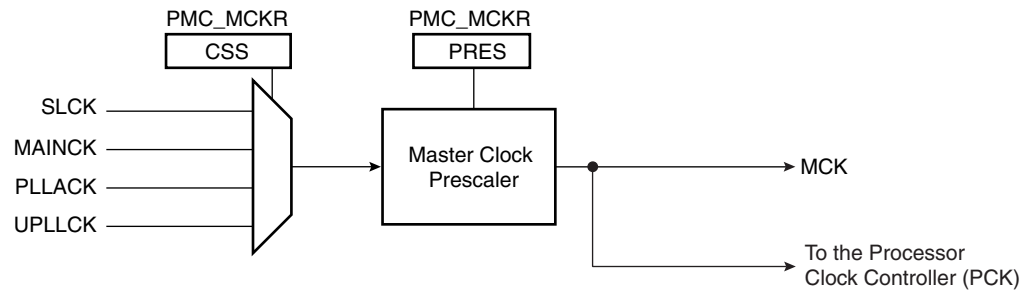 PMC_MCKR
CSS
PMC_MCKR
PRES
SLCK
MAINCK
PLLACK
UPLLCK
Master Clock
Prescaler
MCK
To the Processor
Clock Controller (PCK)